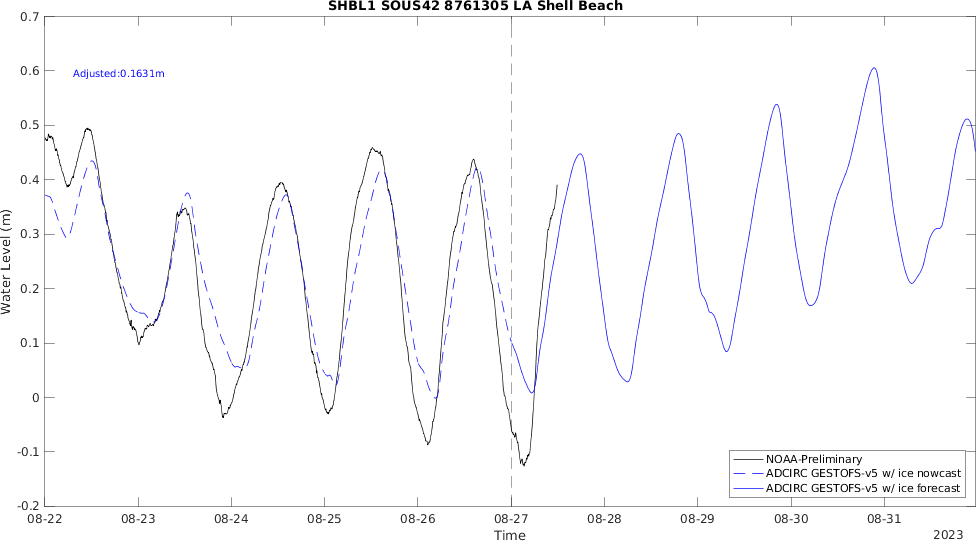 SHBL1 SOUS42 8761305 LA Shell Beach
0.7
0.6
0.5
0.4
0.3
0.2
0.1
0
-0.1
-0.2
Water Level (m)
Adjusted:0.1631m
NOAA-Preliminary
ADCIRC GESTOFS-v5 w/ ice nowcast
ADCIRC GESTOFS-v5 w/ ice forecast
08-22 08-23 08-24 08-25 08-26 08-27 08-28 08-29 08-30 08-31
Time
2023